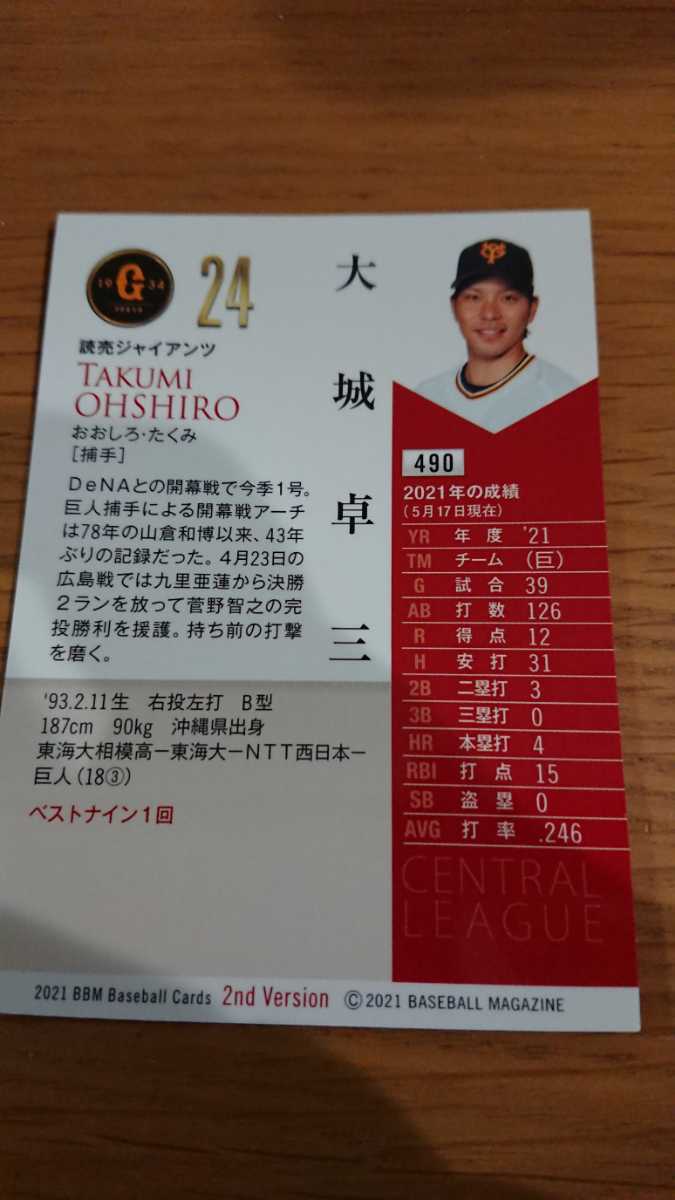 1934
G
TOKYO
24
読売ジャイアンツ
TAKUMI
OHSHIRO
おおしろ・たくみ
[捕手]
大城卓三
DeNAとの開幕戦で今季1号。
巨人捕手による開幕戦アーチ
は78年の山倉和博以来、43年
ぶりの記録だった。4月23日の
広島戦では九里亜蓮から決勝
2ランを放って菅野智之の完
投勝利を援護。持ち前の打撃
を磨く。
'93.2.11生 右投左打 B型
187cm 90kg 沖縄県出身
東海大相模高ー東海大ーNTT西日本ー
巨人(18③)
ベストナイン1回
490
2021年の成績
(5月17日現在)
YR 年度 '21
TM チーム (巨)
G 試合 39
AB 打数 126
R 得点 12
H 安打 31
2B 二塁打 3
3B 三塁打 0
HR 本塁打 4
RBI 打点 15
SB 盗塁 0
AVG 打率 .246
CENTRAL
LEAGUE
2021 BBM Baseball Cards 2nd Version ©2021 BASEBALL MAGAZINE